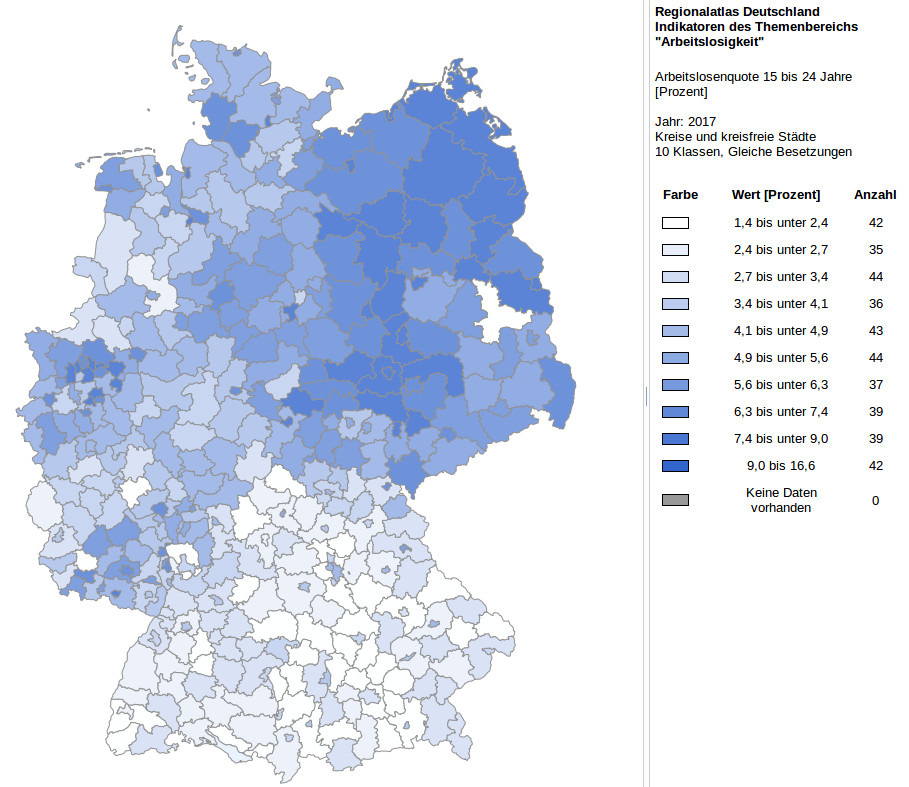 Regionalatlas Deutschland
Indikatoren des Themenbereichs
"Arbeitslosigkeit"
Arbeitslosenquote 15 bis 24 Jahre
[Prozent]
Jahr: 2017
Kreise und kreisfreie Städte
10 Klassen, Gleiche Besetzungen
Farbe Wert [Prozent] Anzahl
1,4 bis unter 2,4 42
2,4 bis unter 2,7 35
2,7 bis unter 3,4 44
3,4 bis unter 4,1 36
4,1 bis unter 4,9 43
4,9 bis unter 5,6 44
5,6 bis unter 6,3 37
6,3 bis unter 7,4 39
7,4 bis unter 9,0 39
9,0 bis 16,6 42
Keine Daten
vorhanden 0